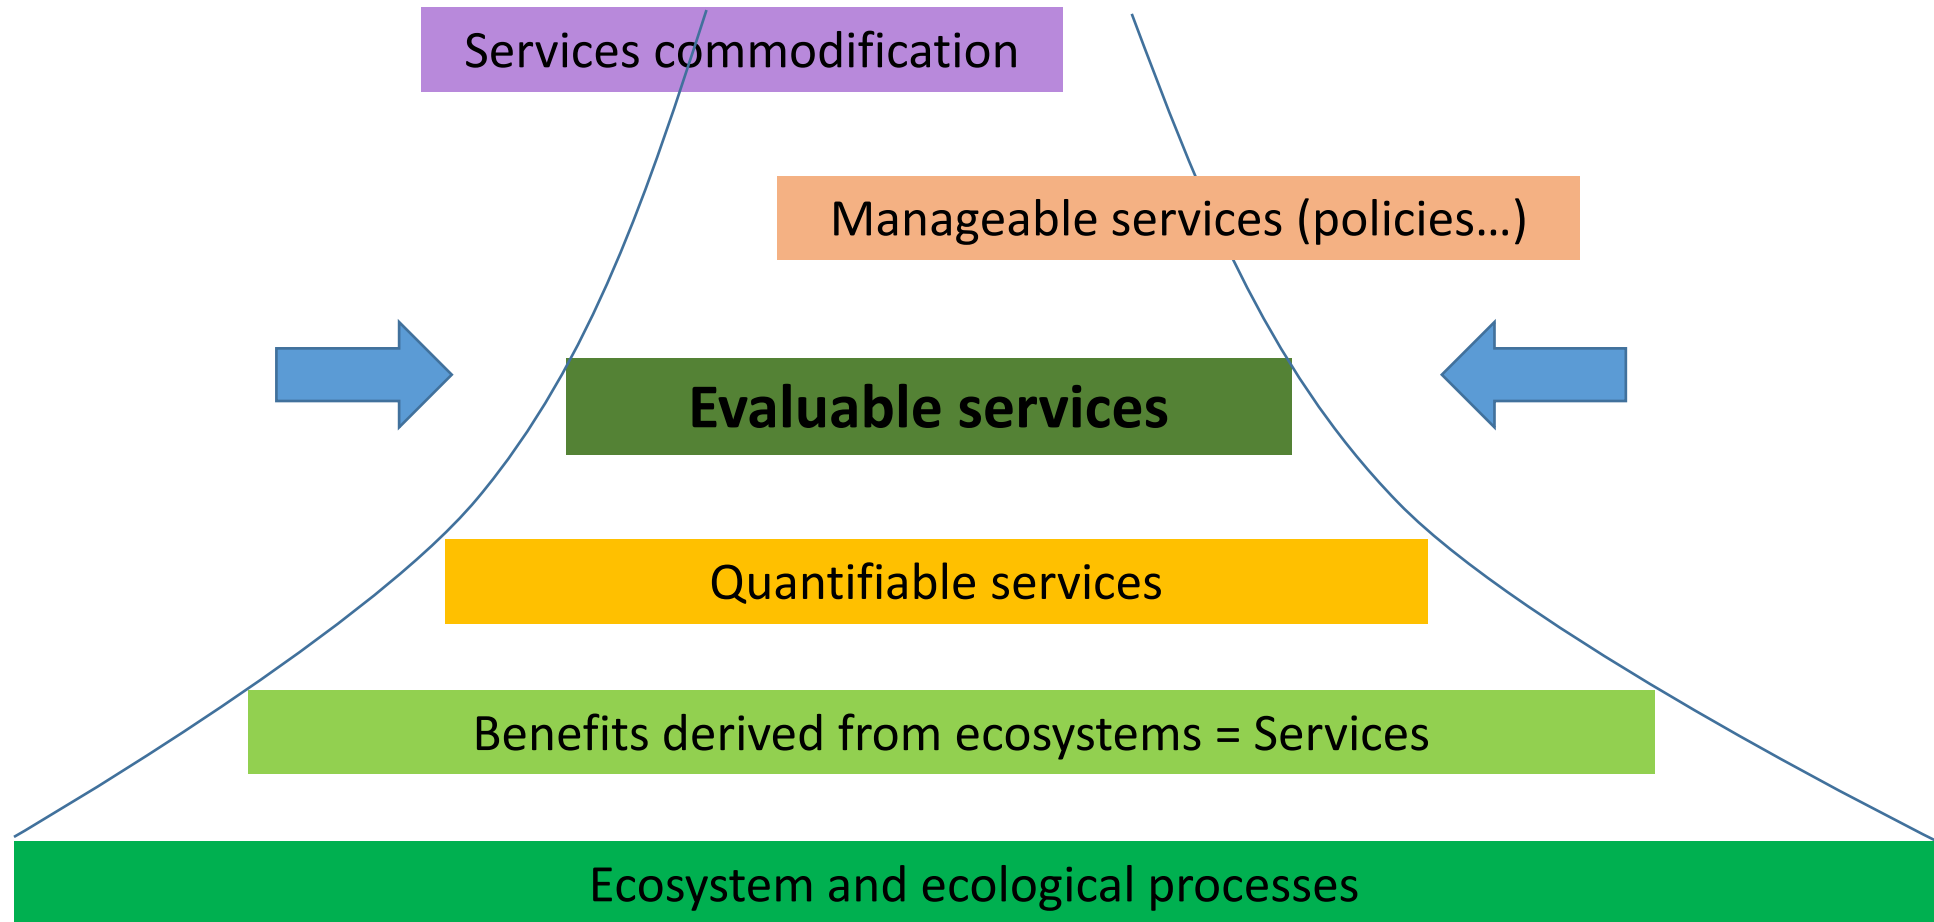 Services commodification
Manageable services (policies...)
Evaluable services
Quantifiable services
Benefits derived from ecosystems = Services
Ecosystem and ecological processes